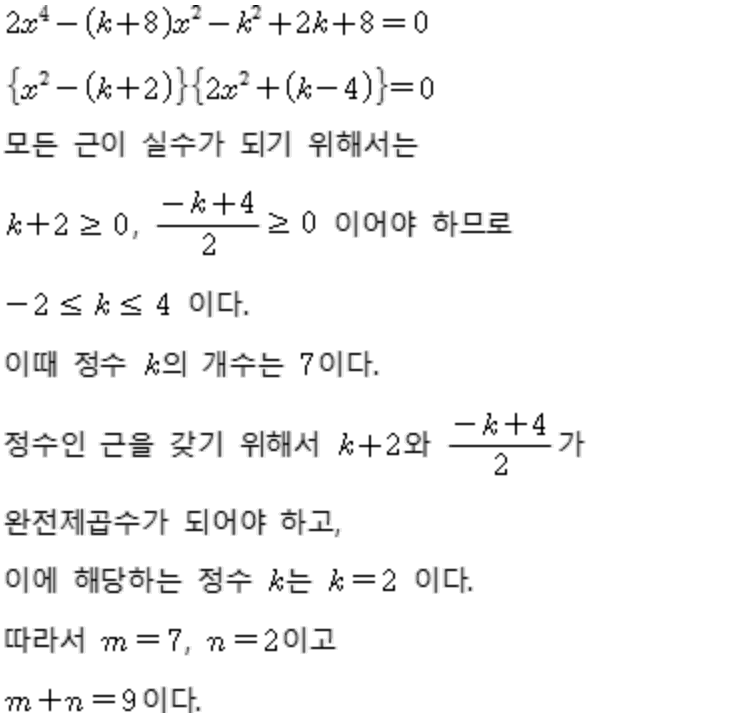 2x⁴−(k+8)x²−k²+2k+8=0
{x²−(k+2)}{2x²+(k−4)}=0
모든 근이 실수가 되기 위해서는
k+2 ≥ 0, (−k+4)/2 ≥ 0 이어야 하므로
−2 ≤ k ≤ 4 이다.
이때 정수 k의 개수는 7이다.
정수인 근을 갖기 위해서 k+2와 (−k+4)/2 가
완전제곱수가 되어야 하고,
이에 해당하는 정수 k는 k=2 이다.
따라서 m=7, n=2이고
m+n=9이다.